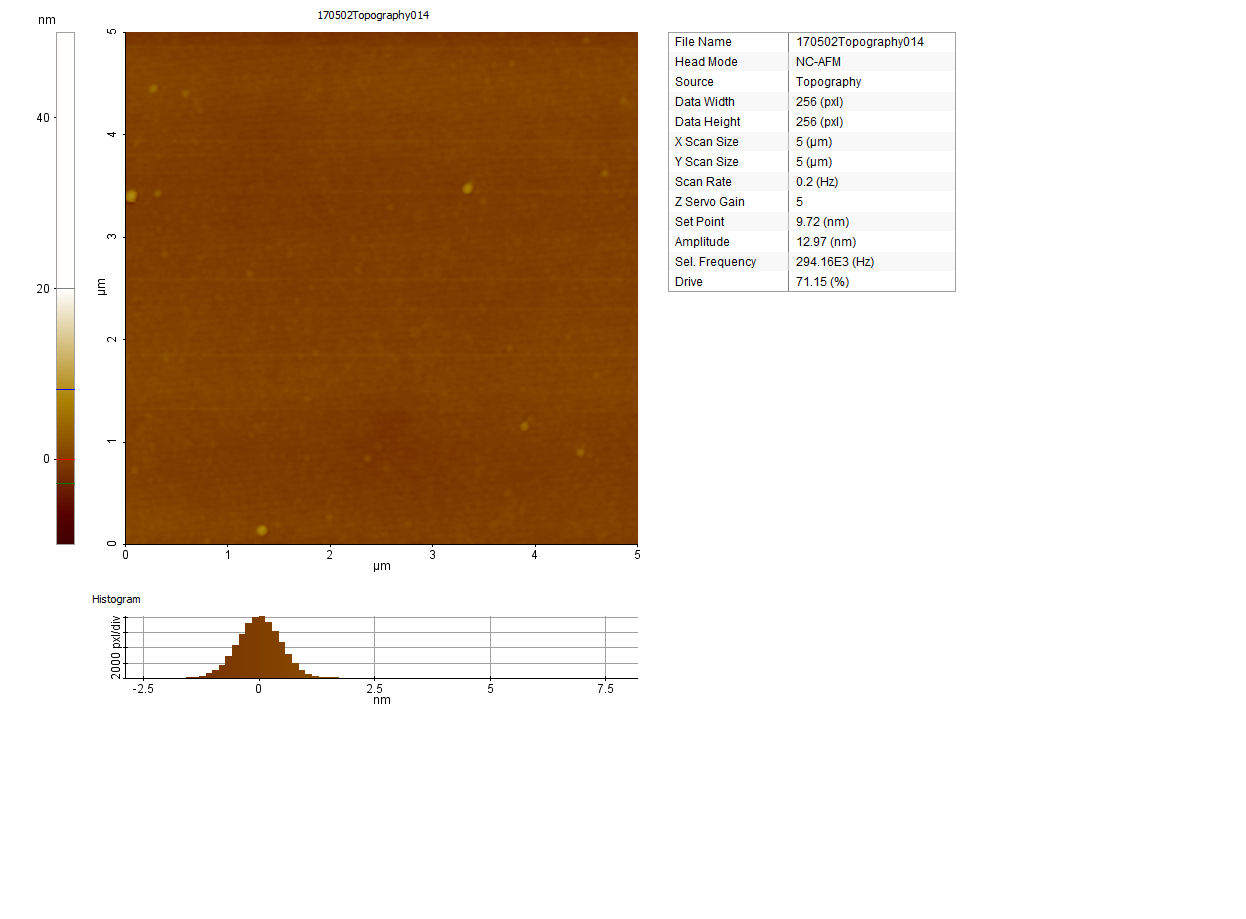 170502Topography014
nm
40
20
0
5
4
3
2
1
0
µm
0 1 2 3 4 5
µm
File Name 170502Topography014
Head Mode NC-AFM
Source Topography
Data Width 256 (pxl)
Data Height 256 (pxl)
X Scan Size 5 (µm)
Y Scan Size 5 (µm)
Scan Rate 0.2 (Hz)
Z Servo Gain 5
Set Point 9.72 (nm)
Amplitude 12.97 (nm)
Sel. Frequency 294.16E3 (Hz)
Drive 71.15 (%)
Histogram
2000 pxl/div
-2.5 0 2.5 5 7.5
nm